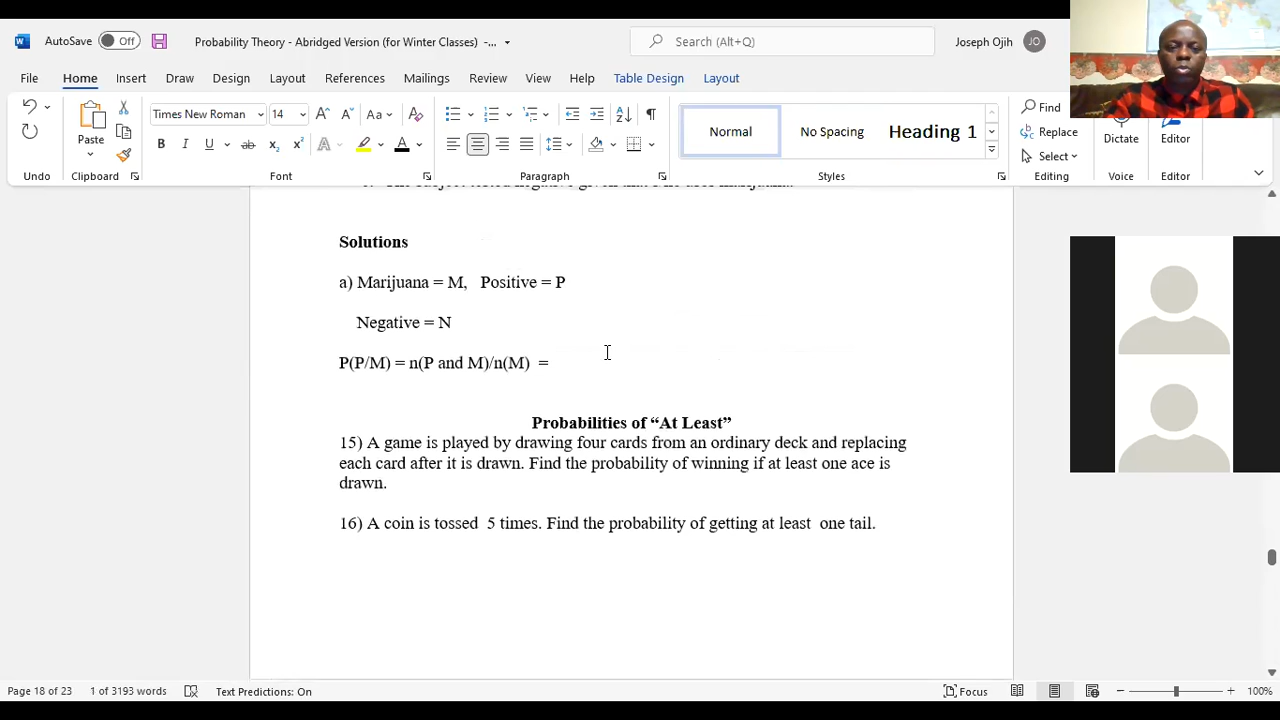 AutoSave Off Probability Theory - Abridged Version (for Winter Classes) -... Search (Alt+Q) Joseph Ojih JO
File Home Insert Draw Design Layout References Mailings Review View Help Table Design Layout
Paste
Times New Roman 14
Normal No Spacing Heading 1
Find
Replace
Select
Dictate Editor
Undo Clipboard Font Paragraph Styles Editing Voice Editor
Solutions
a) Marijuana = M, Positive = P
Negative = N
P(P/M) = n(P and M)/n(M) =
Probabilities of “At Least”
15) A game is played by drawing four cards from an ordinary deck and replacing
each card after it is drawn. Find the probability of winning if at least one ace is
drawn.
16) A coin is tossed 5 times. Find the probability of getting at least one tail.
Page 18 of 23 1 of 3193 words Text Predictions: On Focus 100%